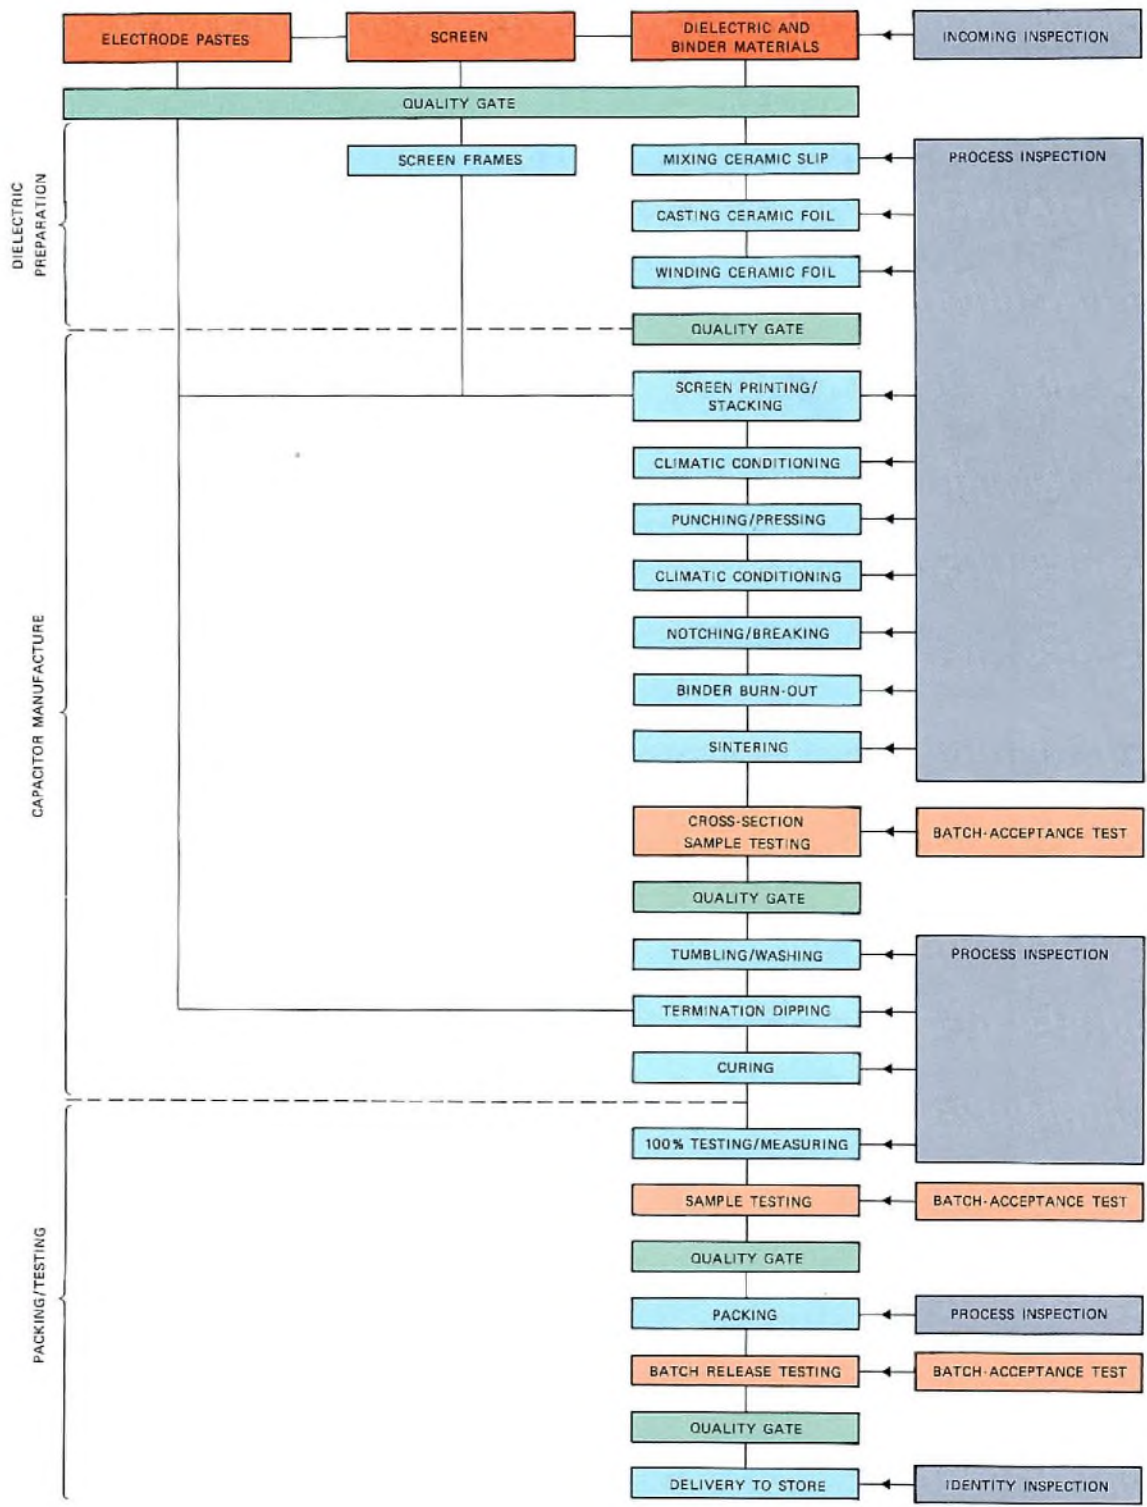 ELECTRODE PASTES
SCREEN
DIELECTRIC AND
BINDER MATERIALS
INCOMING INSPECTION
QUALITY GATE
DIELECTRIC
PREPARATION
SCREEN FRAMES
MIXING CERAMIC SLIP
PROCESS INSPECTION
CASTING CERAMIC FOIL
WINDING CERAMIC FOIL
QUALITY GATE
CAPACITOR MANUFACTURE
SCREEN PRINTING/
STACKING
CLIMATIC CONDITIONING
PUNCHING/PRESSING
CLIMATIC CONDITIONING
NOTCHING/BREAKING
BINDER BURN-OUT
SINTERING
CROSS-SECTION
SAMPLE TESTING
BATCH-ACCEPTANCE TEST
QUALITY GATE
TUMBLING/WASHING
PROCESS INSPECTION
TERMINATION DIPPING
CURING
PACKING/TESTING
100% TESTING/MEASURING
SAMPLE TESTING
BATCH-ACCEPTANCE TEST
QUALITY GATE
PACKING
PROCESS INSPECTION
BATCH RELEASE TESTING
BATCH-ACCEPTANCE TEST
QUALITY GATE
DELIVERY TO STORE
IDENTITY INSPECTION